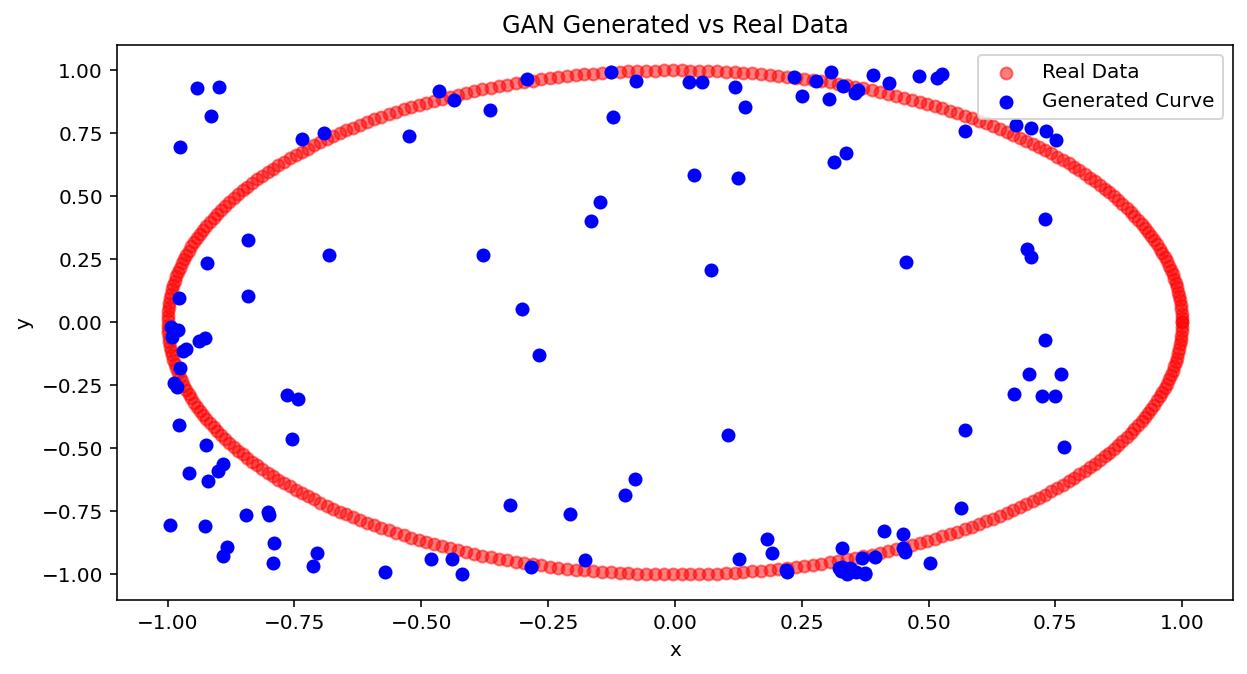 GAN Generated vs Real Data
Real Data
Generated Curve
1.00
0.75
0.50
0.25
0.00
−0.25
−0.50
−0.75
−1.00
y
−1.00 −0.75 −0.50 −0.25 0.00 0.25 0.50 0.75 1.00
x